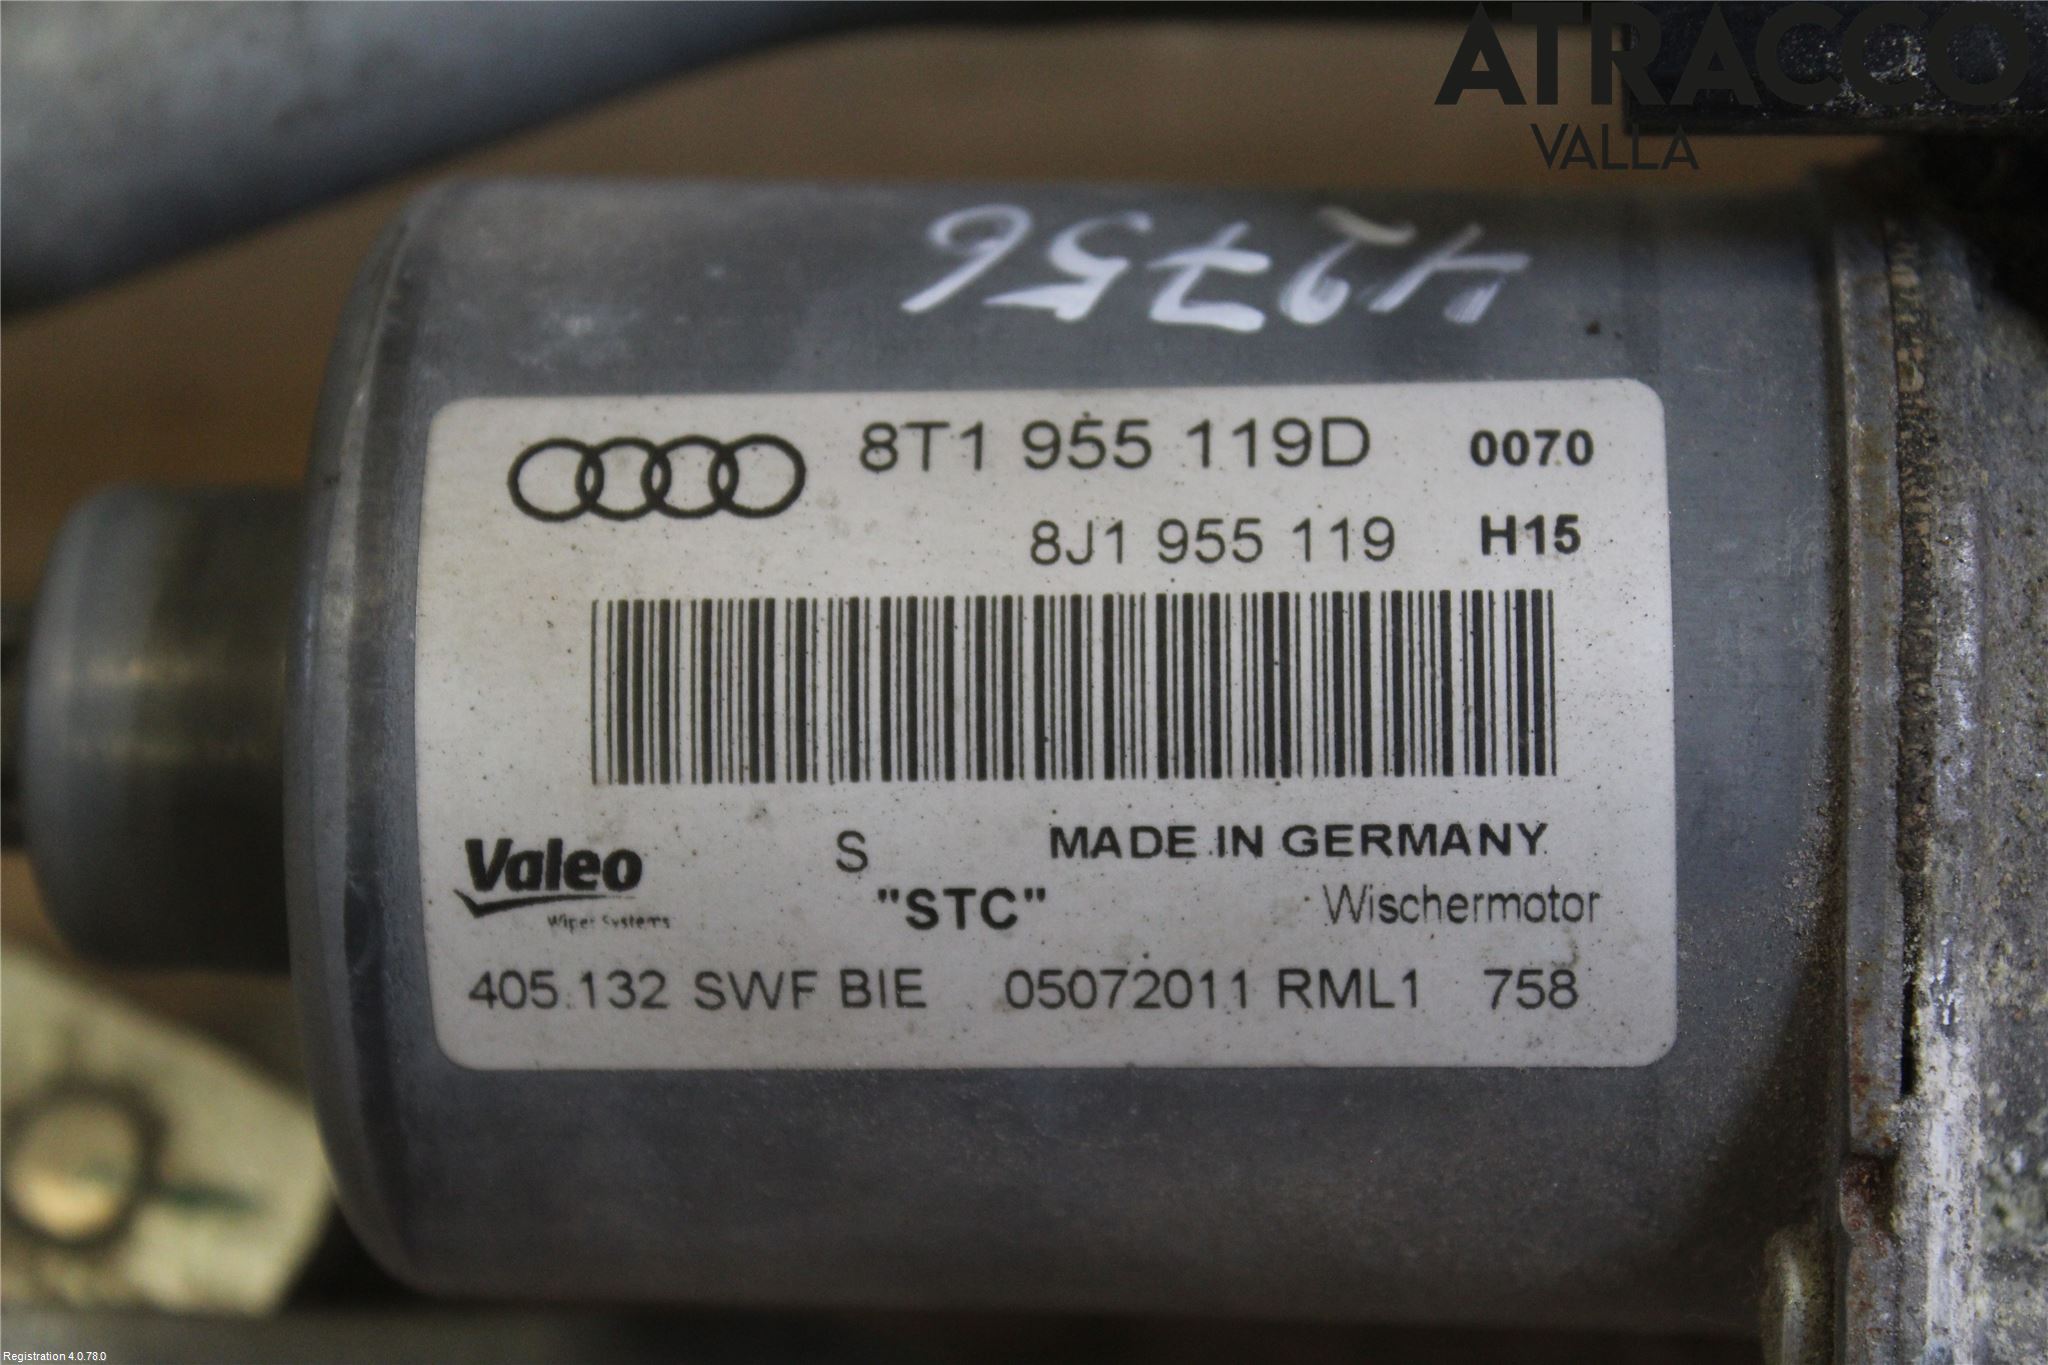 ATRACCO
VALLA
42756
8T1 955 119D 0070
8J1 955 119 H15
Valeo S MADE IN GERMANY
Wiper Systems "STC" Wischermotor
405.132 SWF BIE 05072011 RML1 758
Registration 4.0.78.0